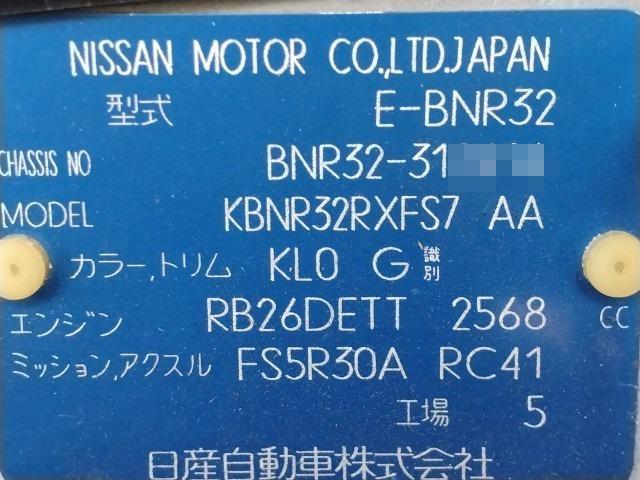 NISSAN MOTOR CO.,LTD.JAPAN
型式 E-BNR32
CHASSIS NO BNR32-31
MODEL KBNR32RXFS7 AA
カラー,トリム KL0 G 識別
エンジン RB26DETT 2568 CC
ミッション,アクスル FS5R30A RC41
工場 5
日産自動車株式会社